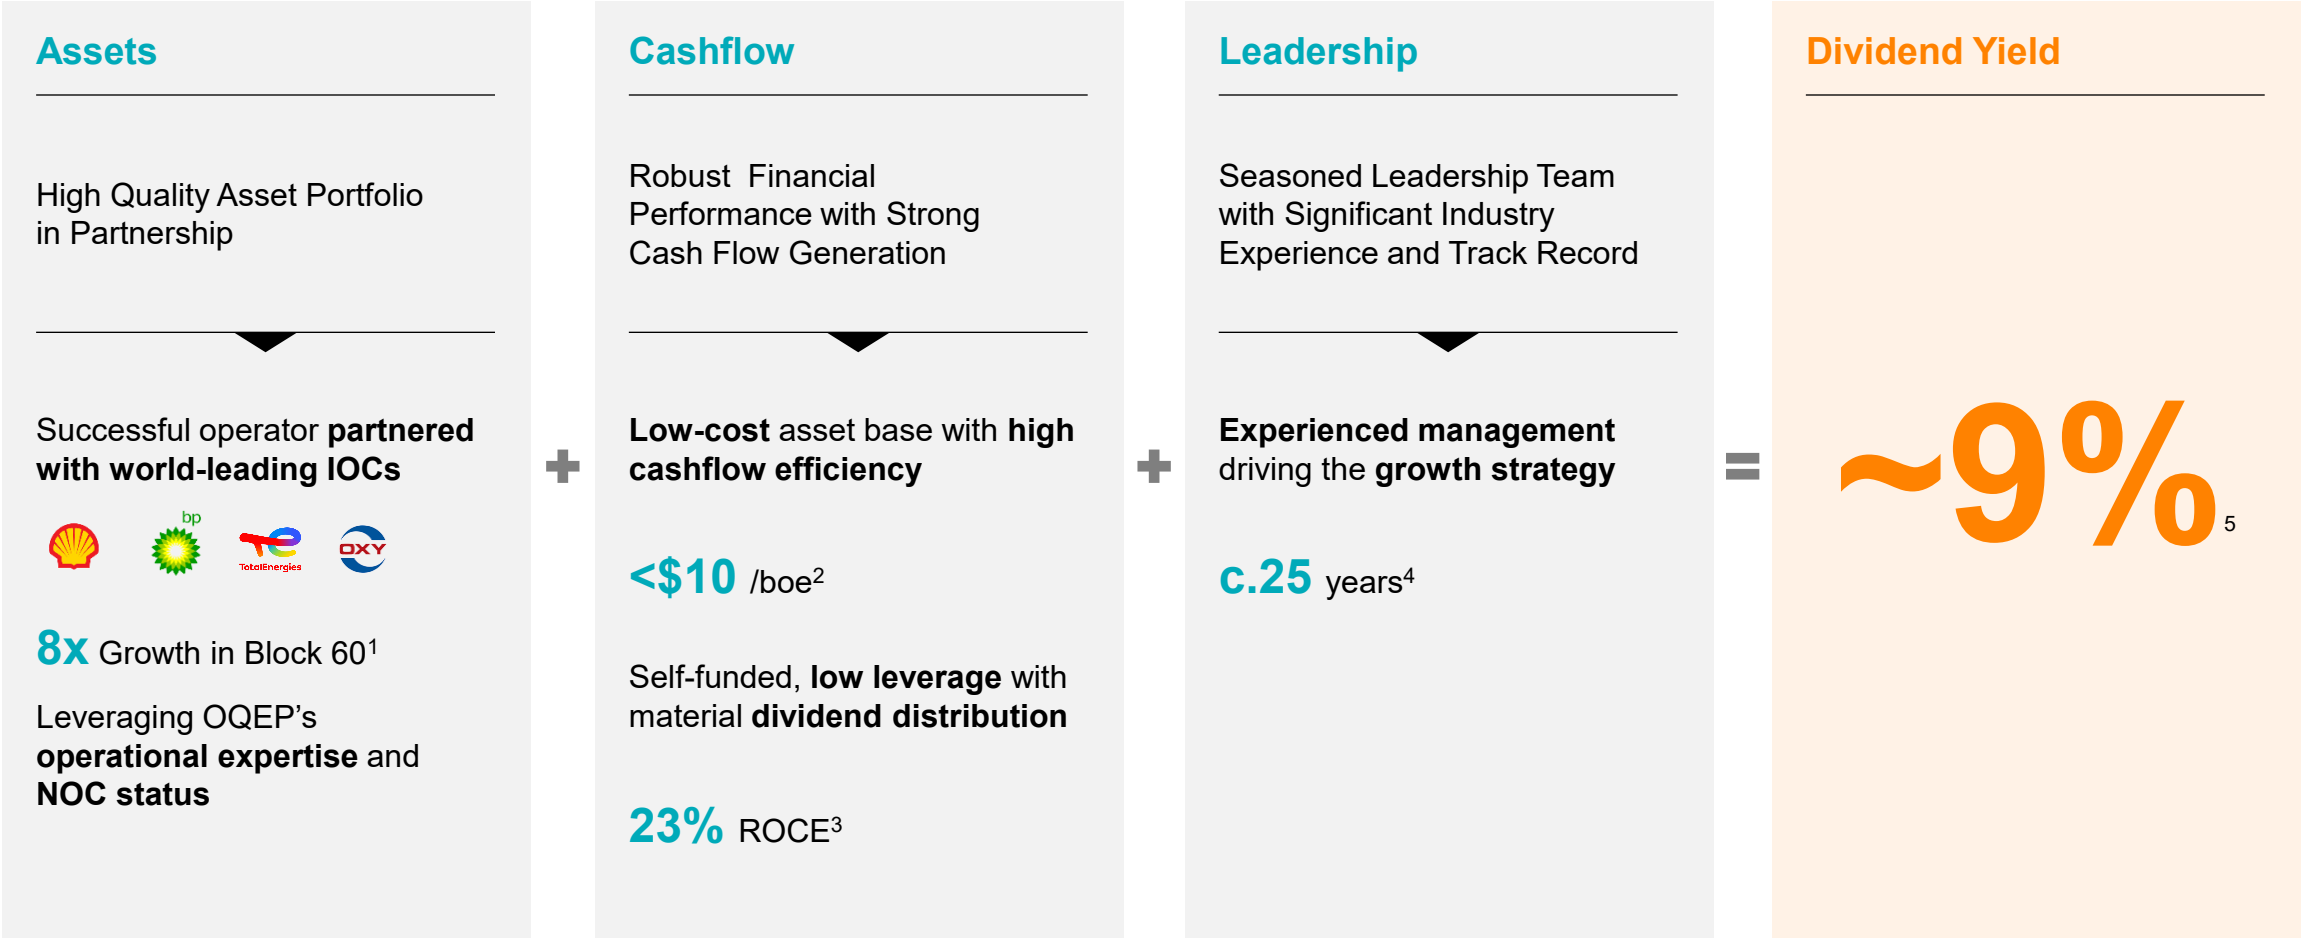 Assets
High Quality Asset Portfolio
in Partnership
Successful operator partnered
with world-leading IOCs
bp
TotalEnergies
OXY
8x Growth in Block 60¹
Leveraging OQEP’s
operational expertise and
NOC status
Cashflow
Robust  Financial
Performance with Strong
Cash Flow Generation
Low-cost asset base with high
cashflow efficiency
<$10 /boe²
Self-funded, low leverage with
material dividend distribution
23% ROCE³
Leadership
Seasoned Leadership Team
with Significant Industry
Experience and Track Record
Experienced management
driving the growth strategy
c.25 years⁴
Dividend Yield
~9%⁵